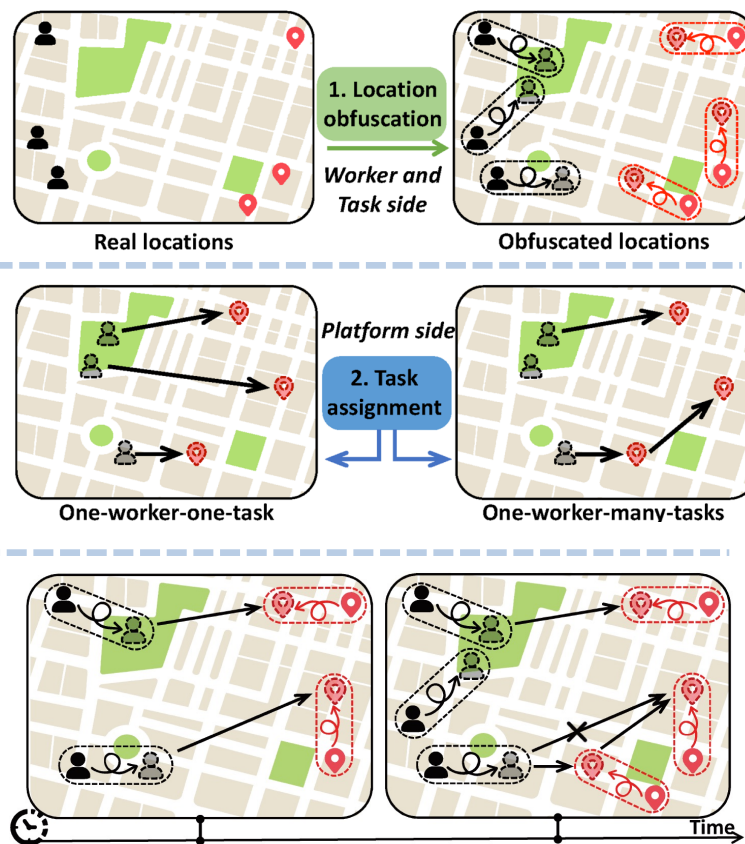 1. Location
obfuscation
Worker and
Task side
Real locations
Obfuscated locations
Platform side
2. Task
assignment
One-worker-one-task
One-worker-many-tasks
Time